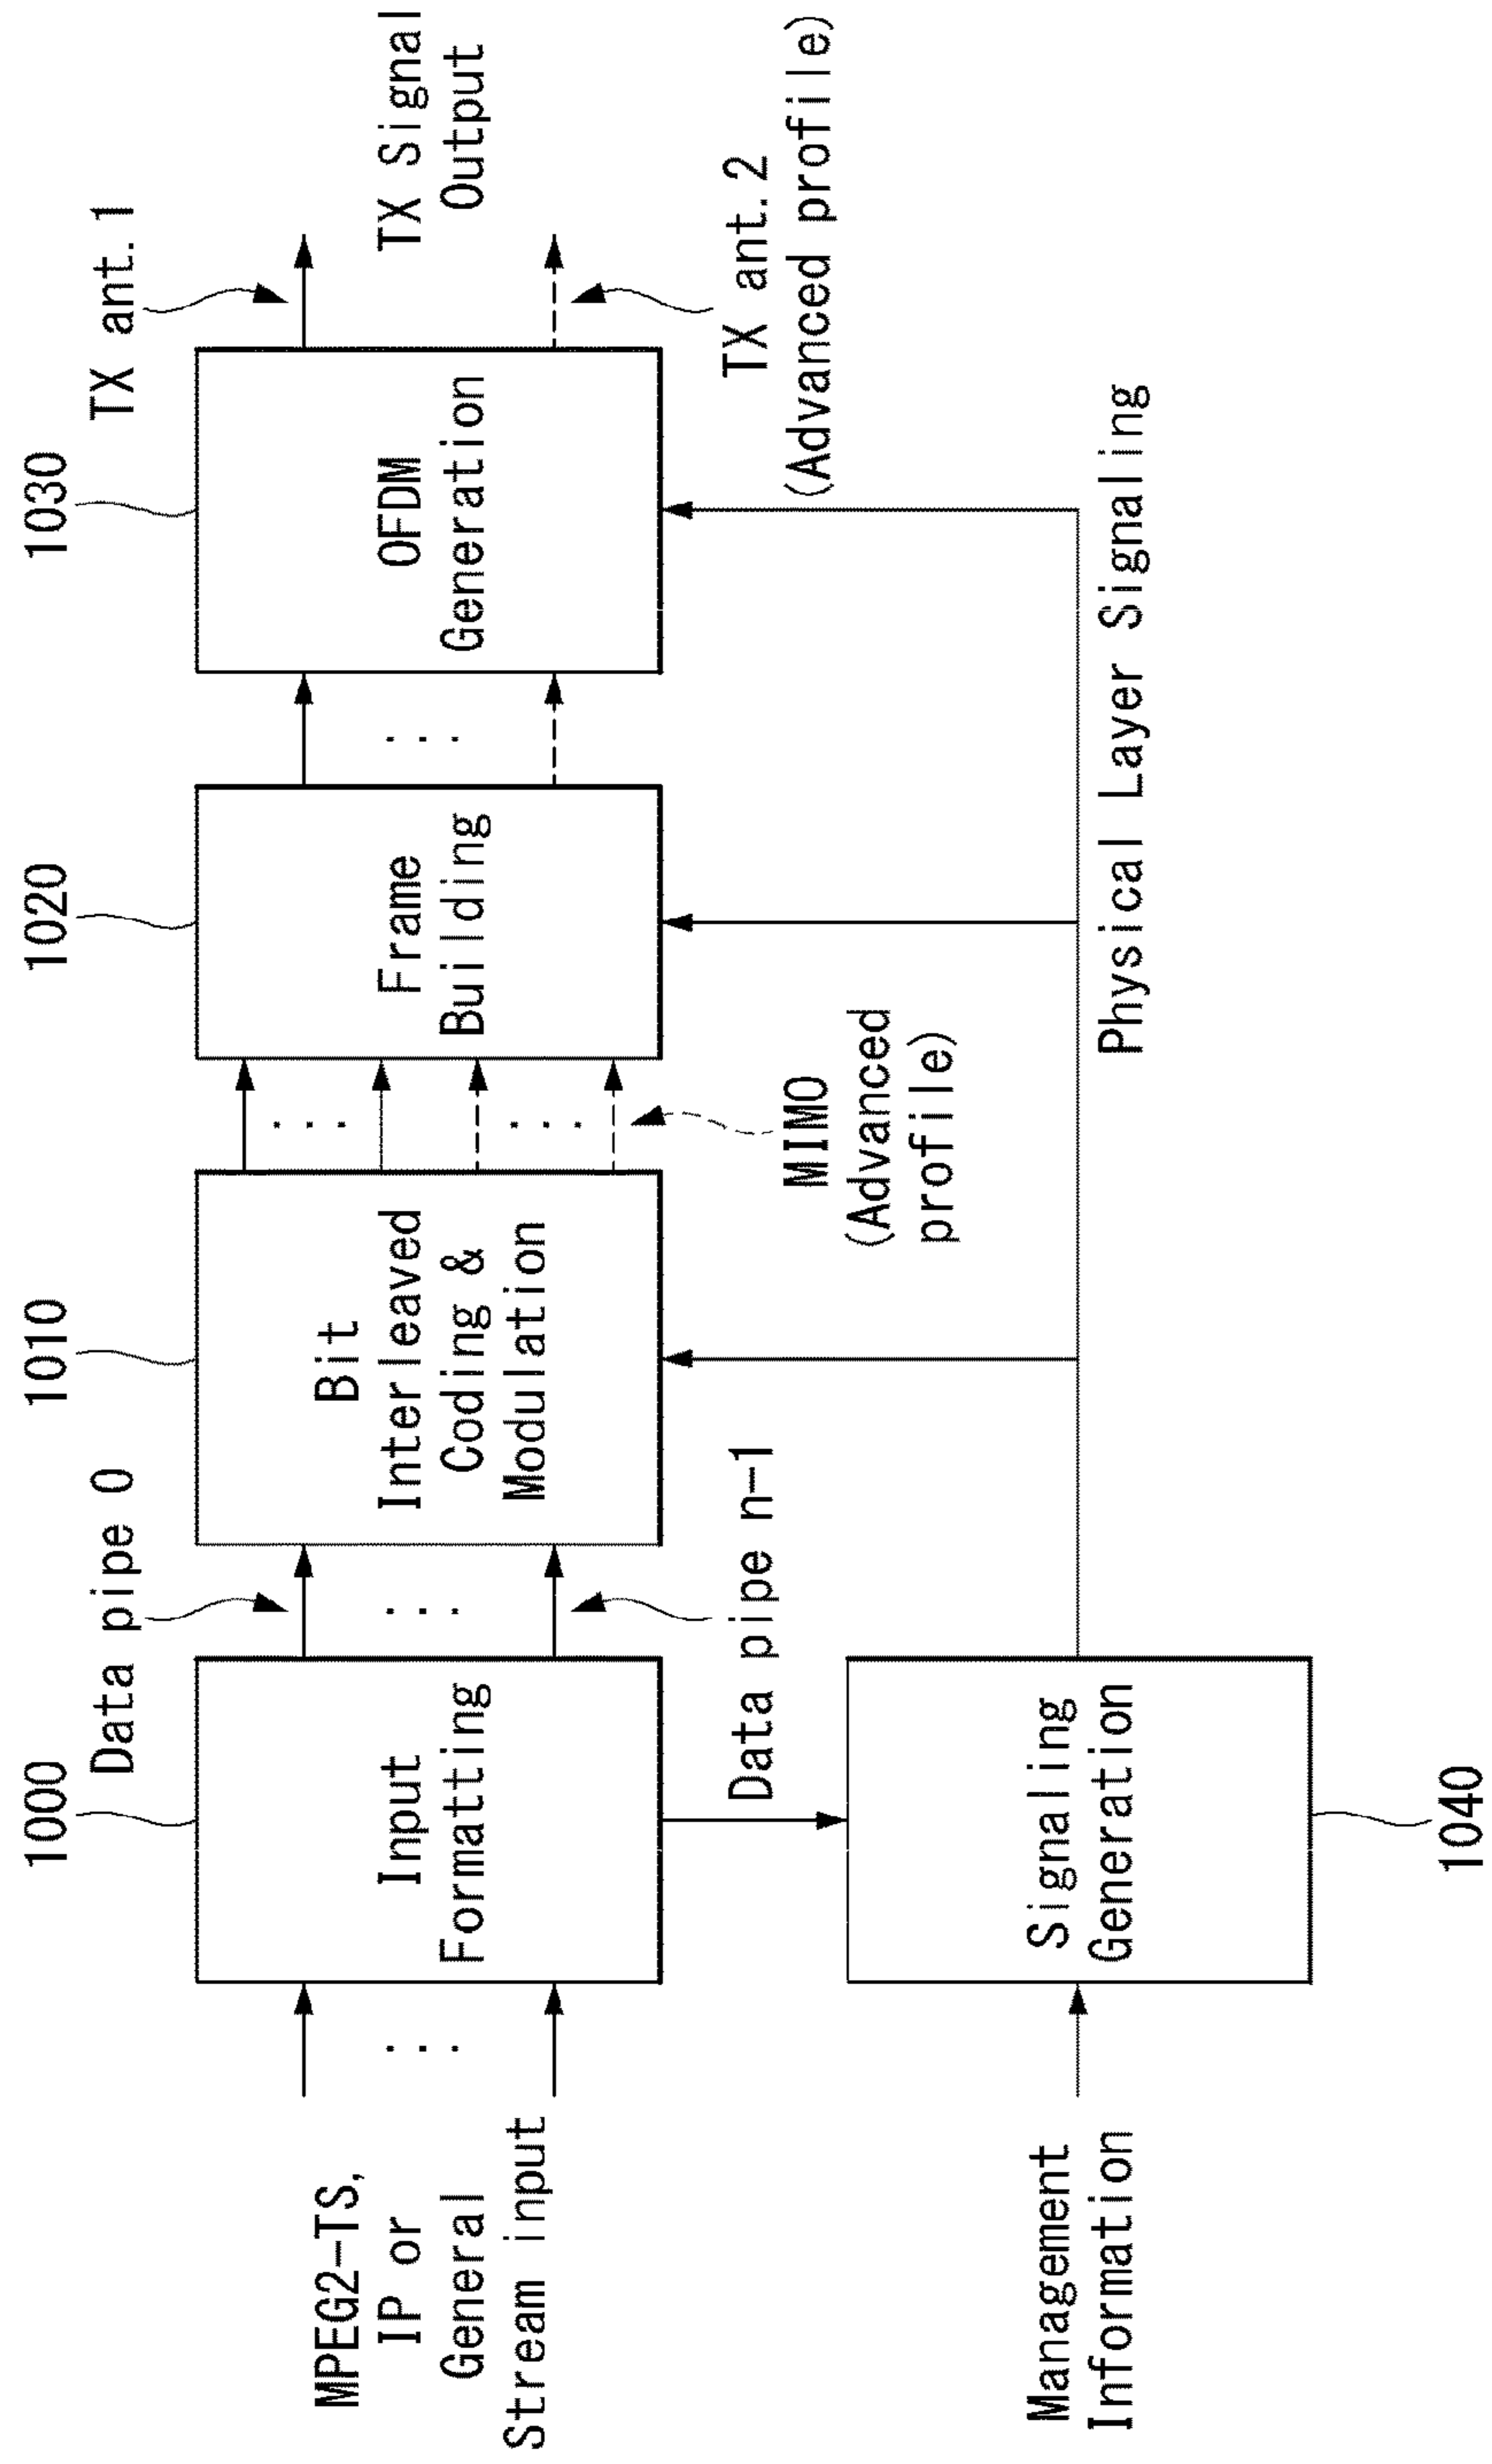 1000
1010
1020
1030
Data pipe 0
TX ant.1
MPEG2-TS,
IP or
General
Stream input
Input
Formatting
Bit
Interleaved
Coding &
Modulation
Frame
Building
OFDM
Generation
TX Signal
Output
Data pipe n-1
MIMO
(Advanced
profile)
TX ant.2
(Advanced profile)
Management
Information
Signaling
Generation
Physical Layer Signaling
1040